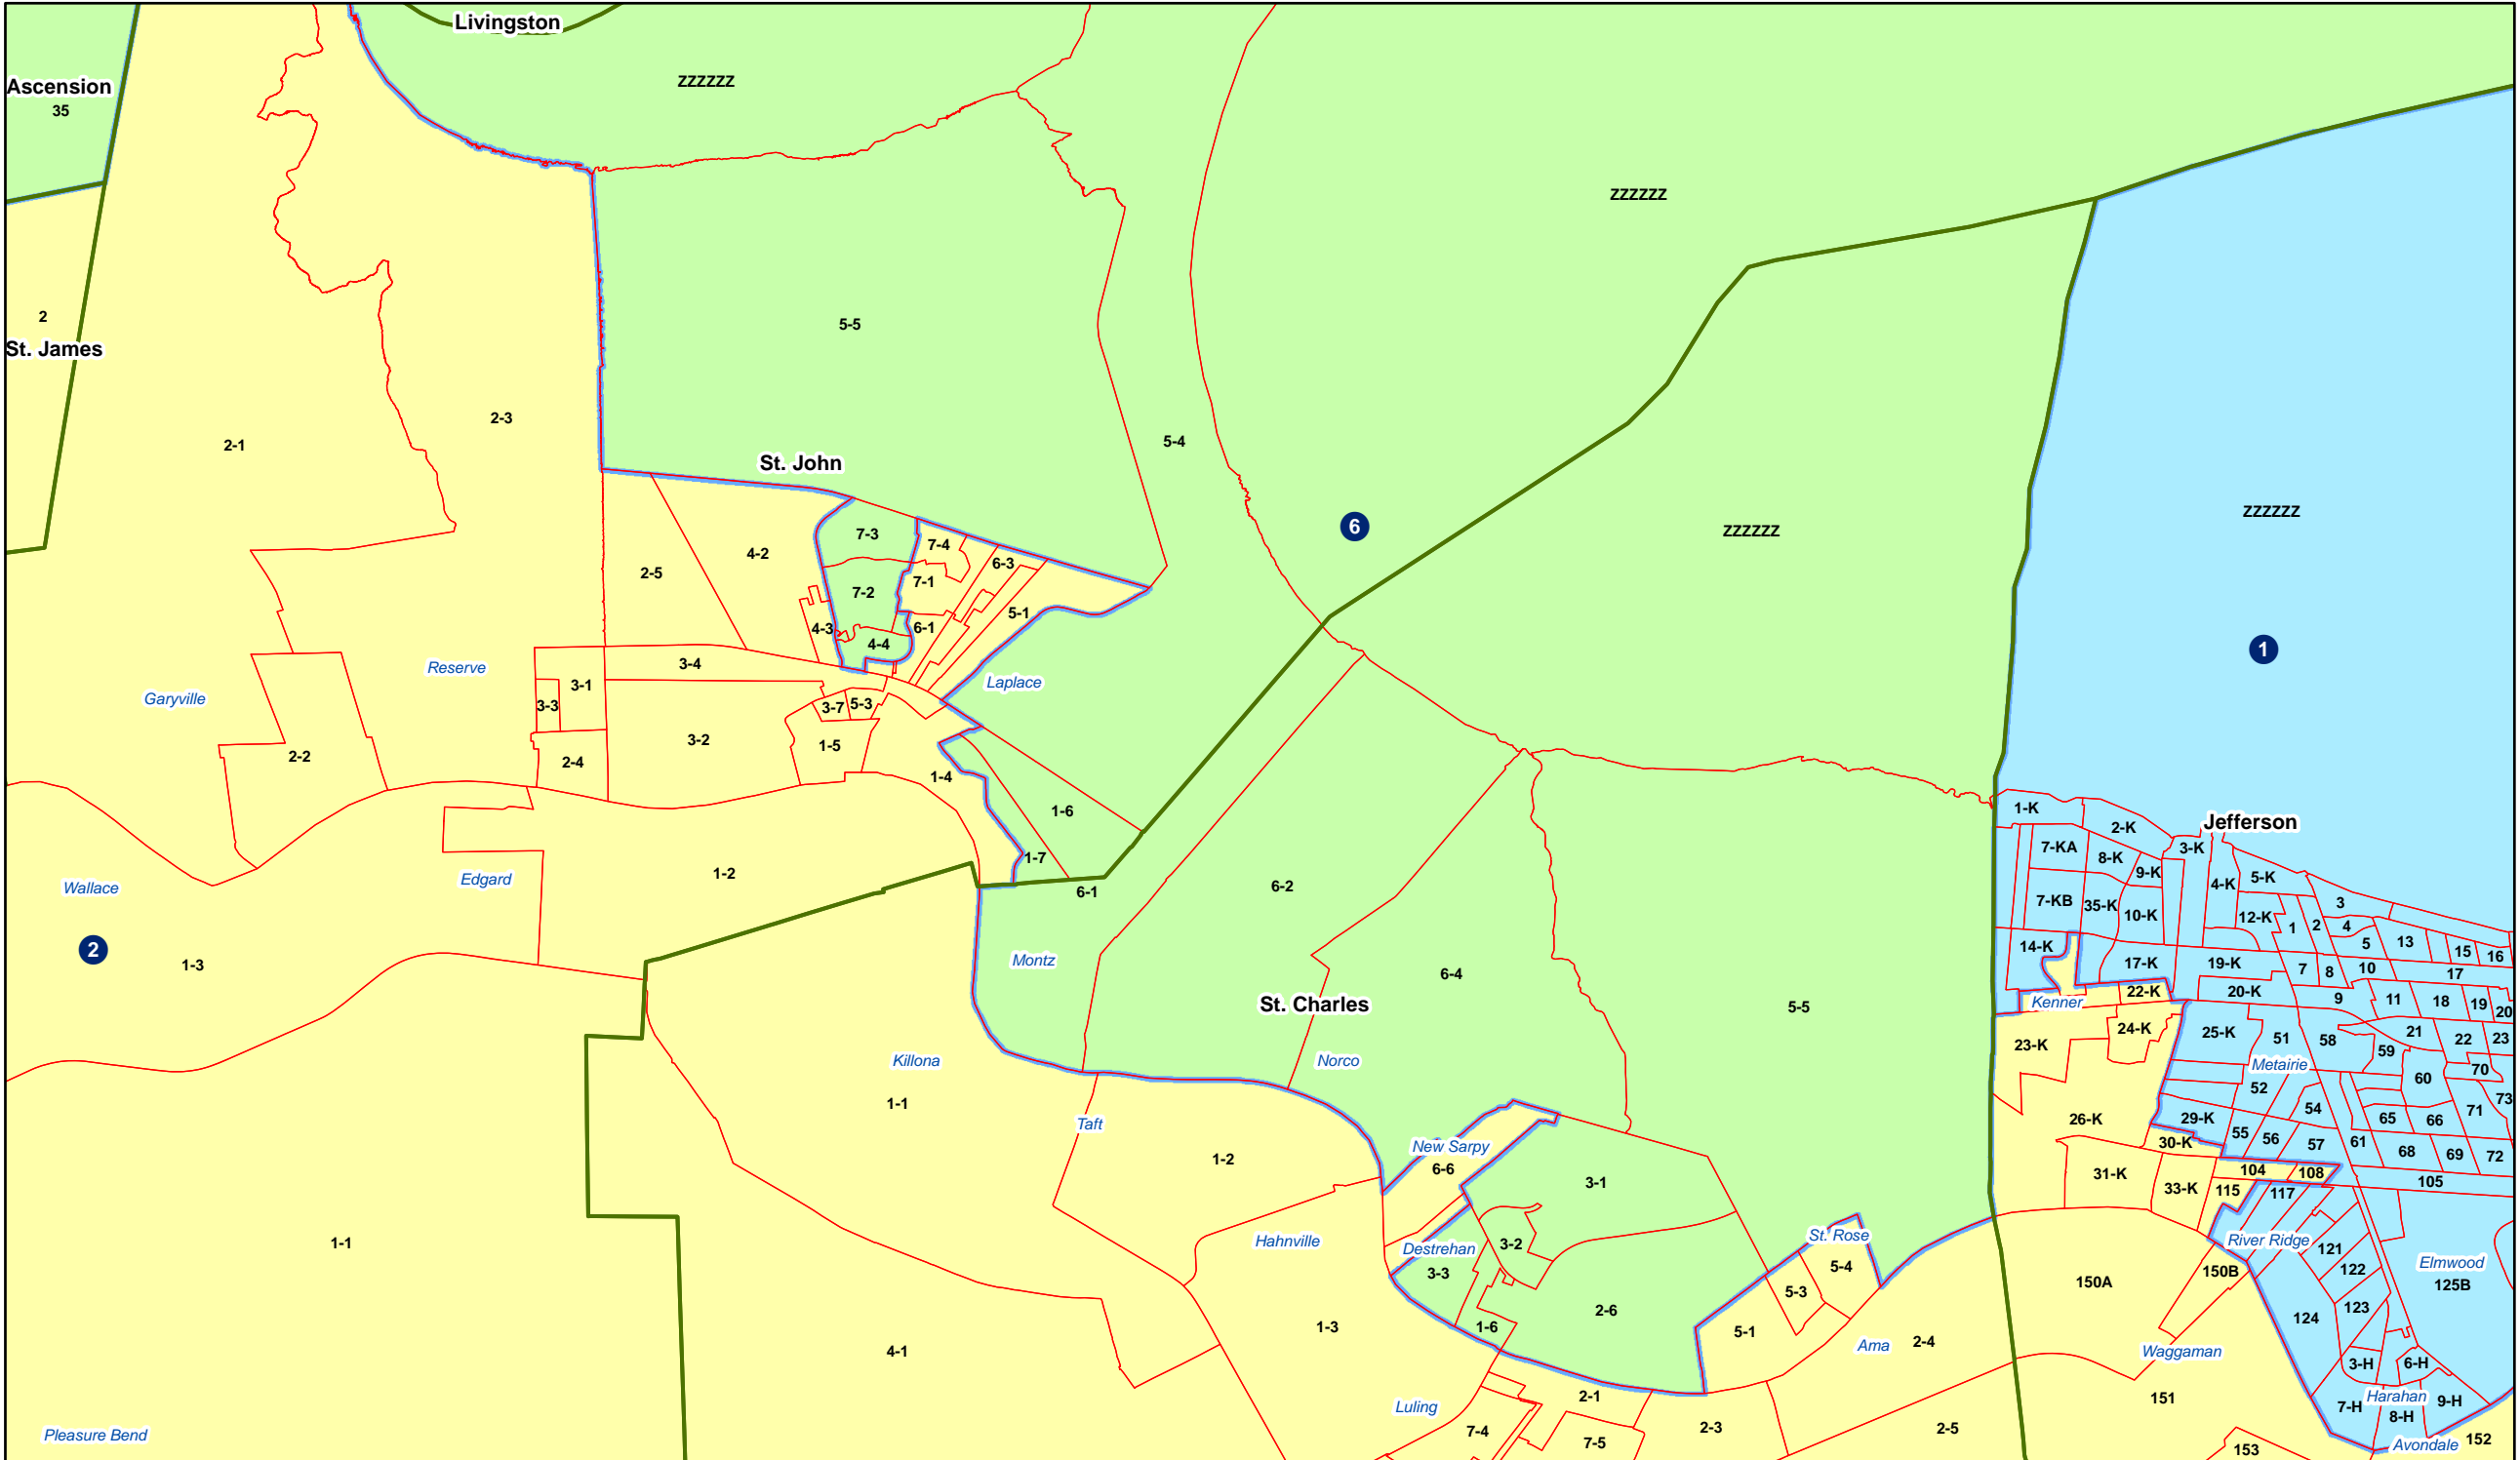 Livingston
zzzzzz
Ascension
35
zzzzzz
2
St. James
5-5
2-3
2-1
5-4
St. John
zzzzzz
6
zzzzzz
7-3
7-4
4-2
6-3
2-5
7-1
7-2
5-1
4-3
6-1
4-4
1
3-4
Reserve
3-1
Laplace
Garyville
3-3
3-7
5-3
3-2
1-5
2-2
2-4
1-4
1-6
1-K
2-K
Jefferson
7-KA
8-K
3-K
1-7
9-K
5-K
1-2
Edgard
Wallace
6-2
6-1
4-K
7-KB
35-K
10-K
12-K
1
2
3
4
5
13
15
16
14-K
17-K
19-K
7
8
10
17
2
1-3
Montz
6-4
St. Charles
5-5
Kenner
22-K
20-K
9
11
18
19
20
23-K
24-K
25-K
51
58
21
22
23
59
Killona
Norco
Metairie
70
60
1-1
52
73
Taft
26-K
29-K
54
65
66
71
New Sarpy
30-K
55
56
57
61
68
69
72
1-2
6-6
3-1
31-K
33-K
104
108
105
115
117
1-1
Hahnville
Destrehan
3-2
St. Rose
River Ridge
121
Elmwood
3-3
5-4
150A
150B
122
125B
5-3
2-6
123
124
1-3
1-6
5-1
4-1
Ama
2-4
Waggaman
3-H
6-H
2-1
151
Harahan
9-H
Luling
7-H
8-H
7-4
2-3
2-5
Pleasure Bend
7-5
152
Avondale
153